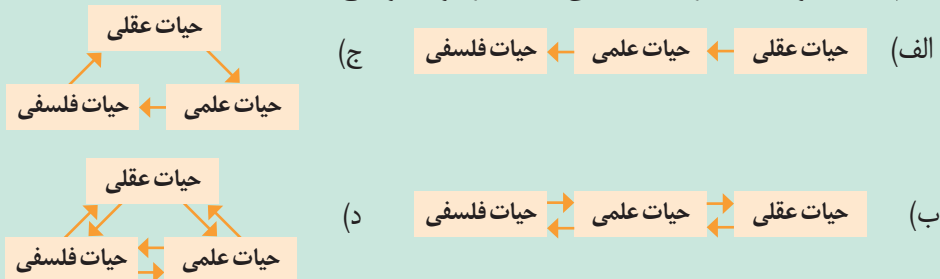 الف) حیات عقلی حیات علمی حیات فلسفی
ج) حیات عقلی
حیات علمی حیات فلسفی
ب) حیات عقلی حیات علمی حیات فلسفی
د) حیات عقلی
حیات علمی حیات فلسفی